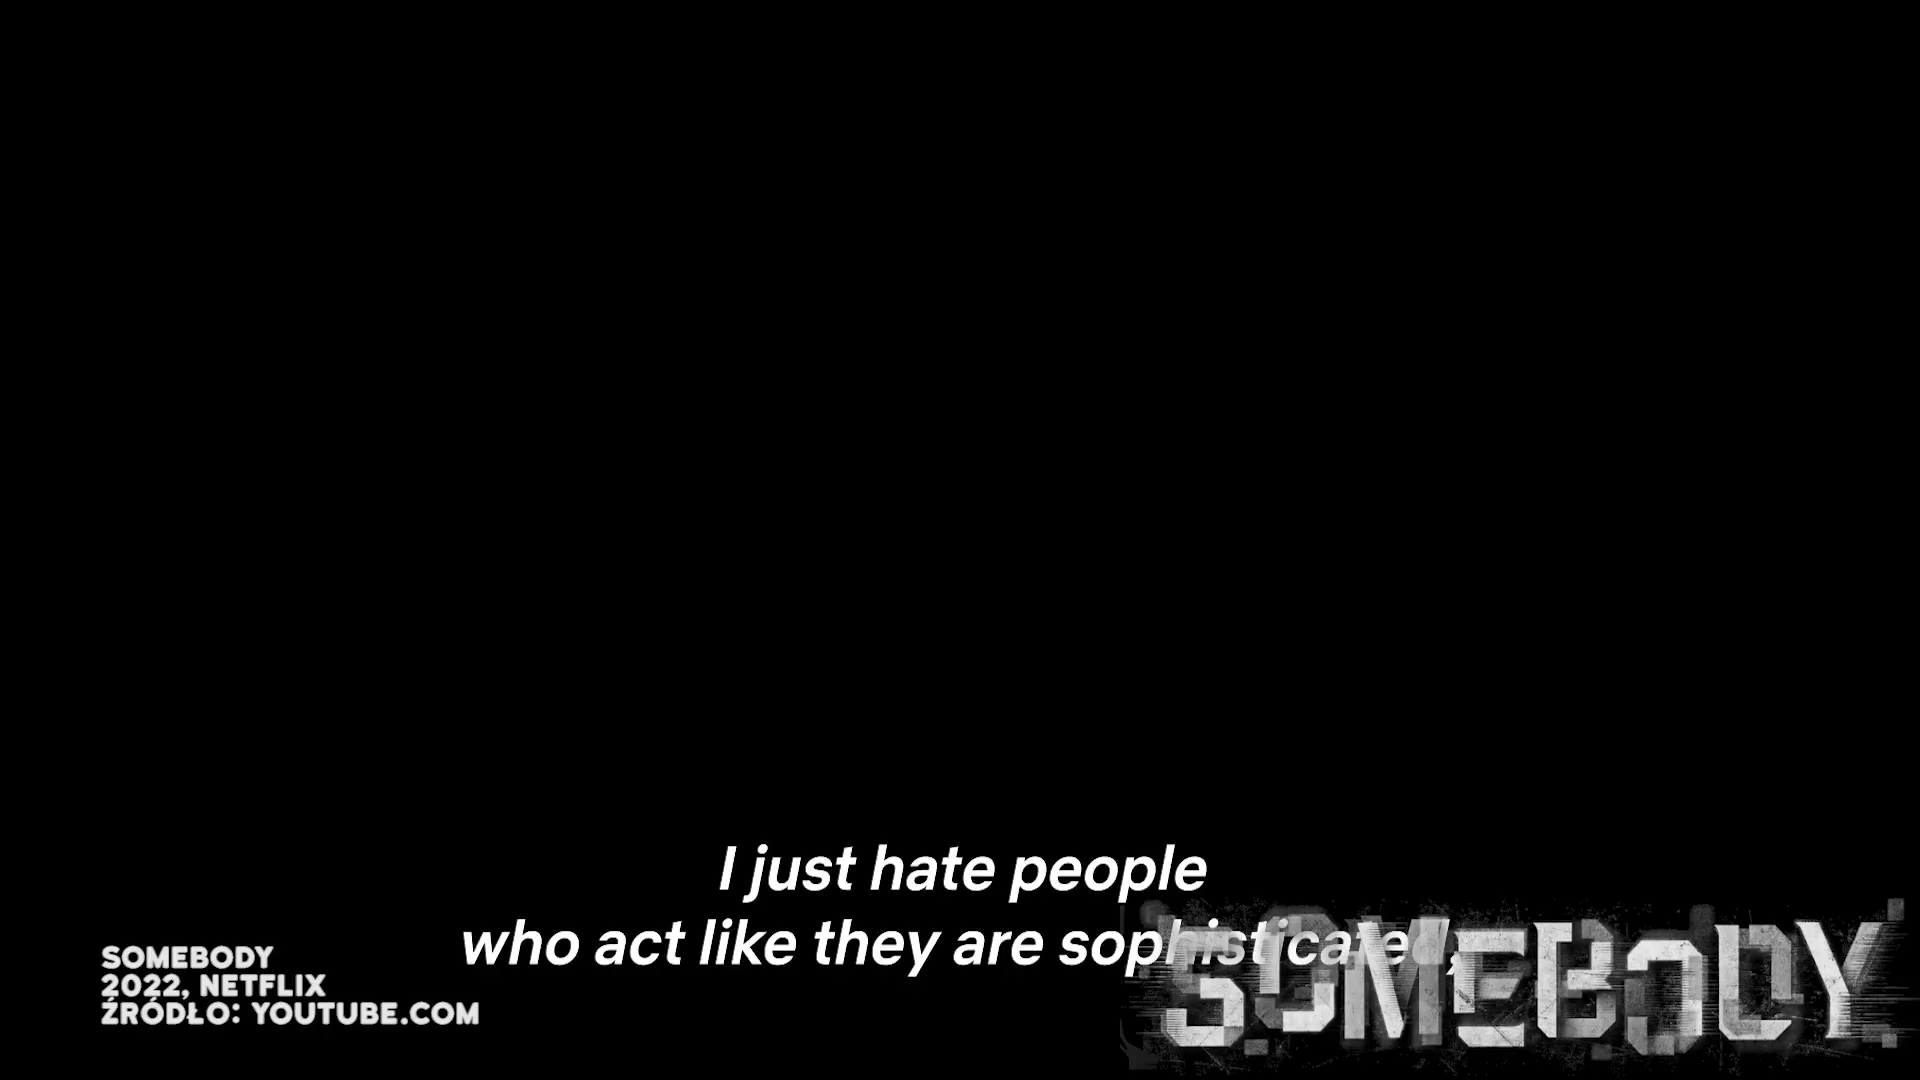 I just hate people
who act like they are sophisticated,
SOMEBODY
2022, NETFLIX
ŹRÓDŁO: YOUTUBE.COM
SOMEBODY